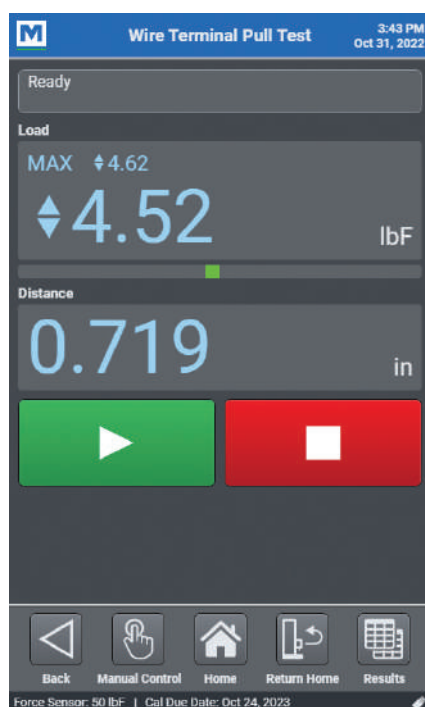 M
Wire Terminal Pull Test
3:43 PM
Oct 31, 2022
Ready
Load
MAX 4.62
4.52
lbF
Distance
0.719
in
Back
Manual Control
Home
Return Home
Results
Force Sensor: 50 lbF | Cal Due Date: Oct 24, 2023